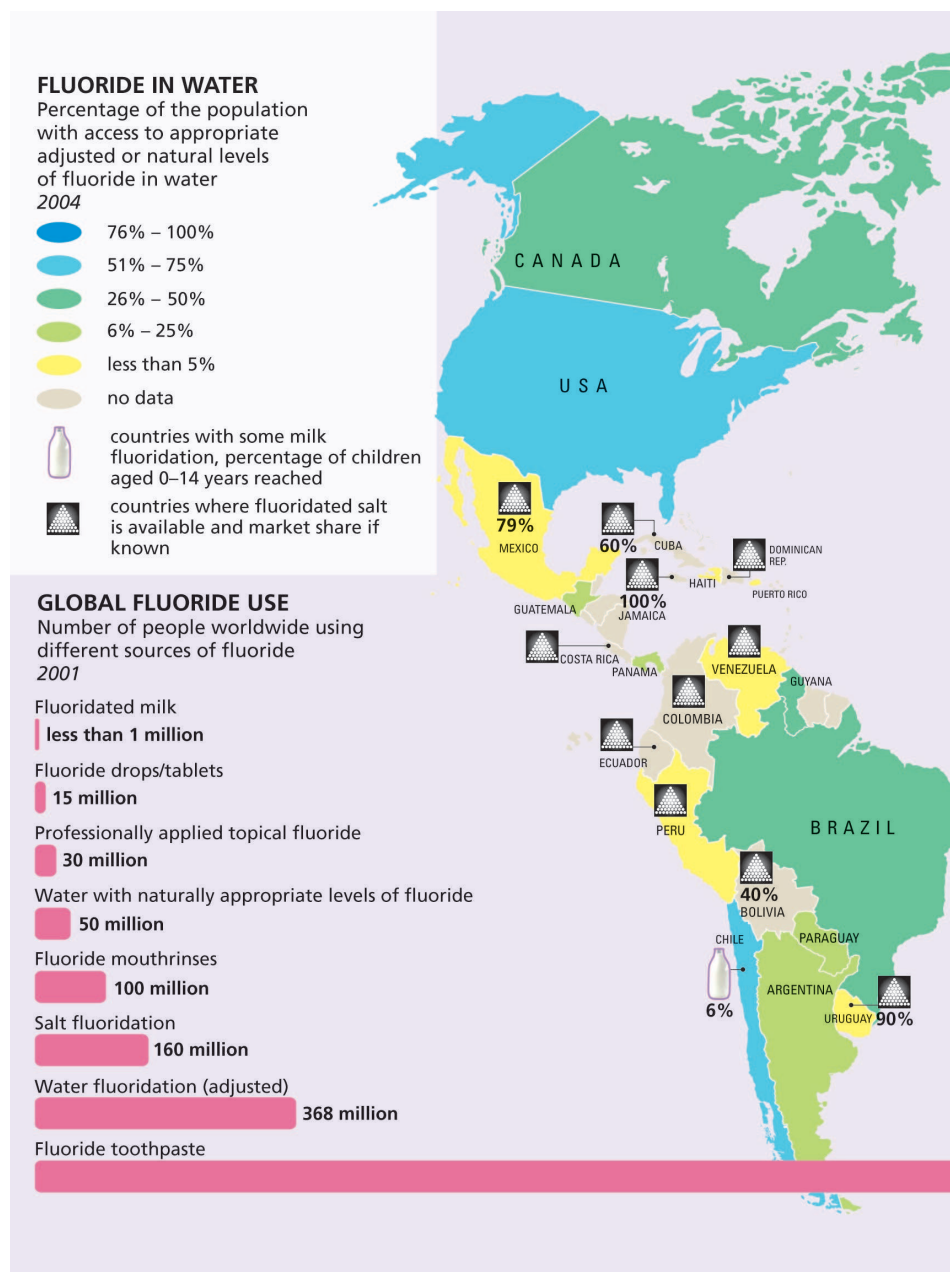 FLUORIDE IN WATER
Percentage of the population
with access to appropriate
adjusted or natural levels
of fluoride in water
2004
76% – 100%
51% – 75%
26% – 50%
6% – 25%
less than 5%
no data
countries with some milk
fluoridation, percentage of children
aged 0–14 years reached
countries where fluoridated salt
is available and market share if
known
GLOBAL FLUORIDE USE
Number of people worldwide using
different sources of fluoride
2001
Fluoridated milk
less than 1 million
Fluoride drops/tablets
15 million
Professionally applied topical fluoride
30 million
Water with naturally appropriate levels of fluoride
50 million
Fluoride mouthrinses
100 million
Salt fluoridation
160 million
Water fluoridation (adjusted)
368 million
Fluoride toothpaste
CANADA
USA
79%
MEXICO
60%
CUBA
DOMINICAN
REP.
HAITI
PUERTO RICO
100%
JAMAICA
GUATEMALA
COSTA RICA
PANAMA
VENEZUELA
GUYANA
COLOMBIA
ECUADOR
PERU
BRAZIL
40%
BOLIVIA
CHILE
PARAGUAY
6%
ARGENTINA
URUGUAY
90%